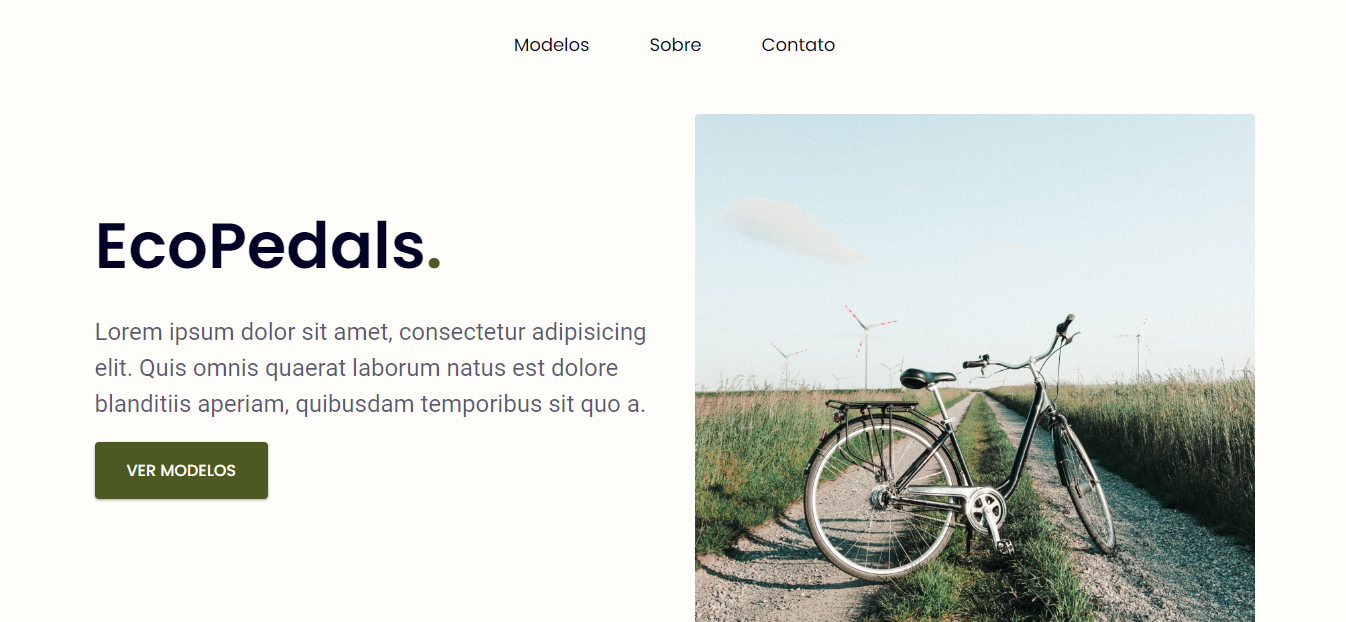 Modelos Sobre Contato
EcoPedals.
Lorem ipsum dolor sit amet, consectetur adipisicing
elit. Quis omnis quaerat laborum natus est dolore
blanditiis aperiam, quibusdam temporibus sit quo a.
VER MODELOS